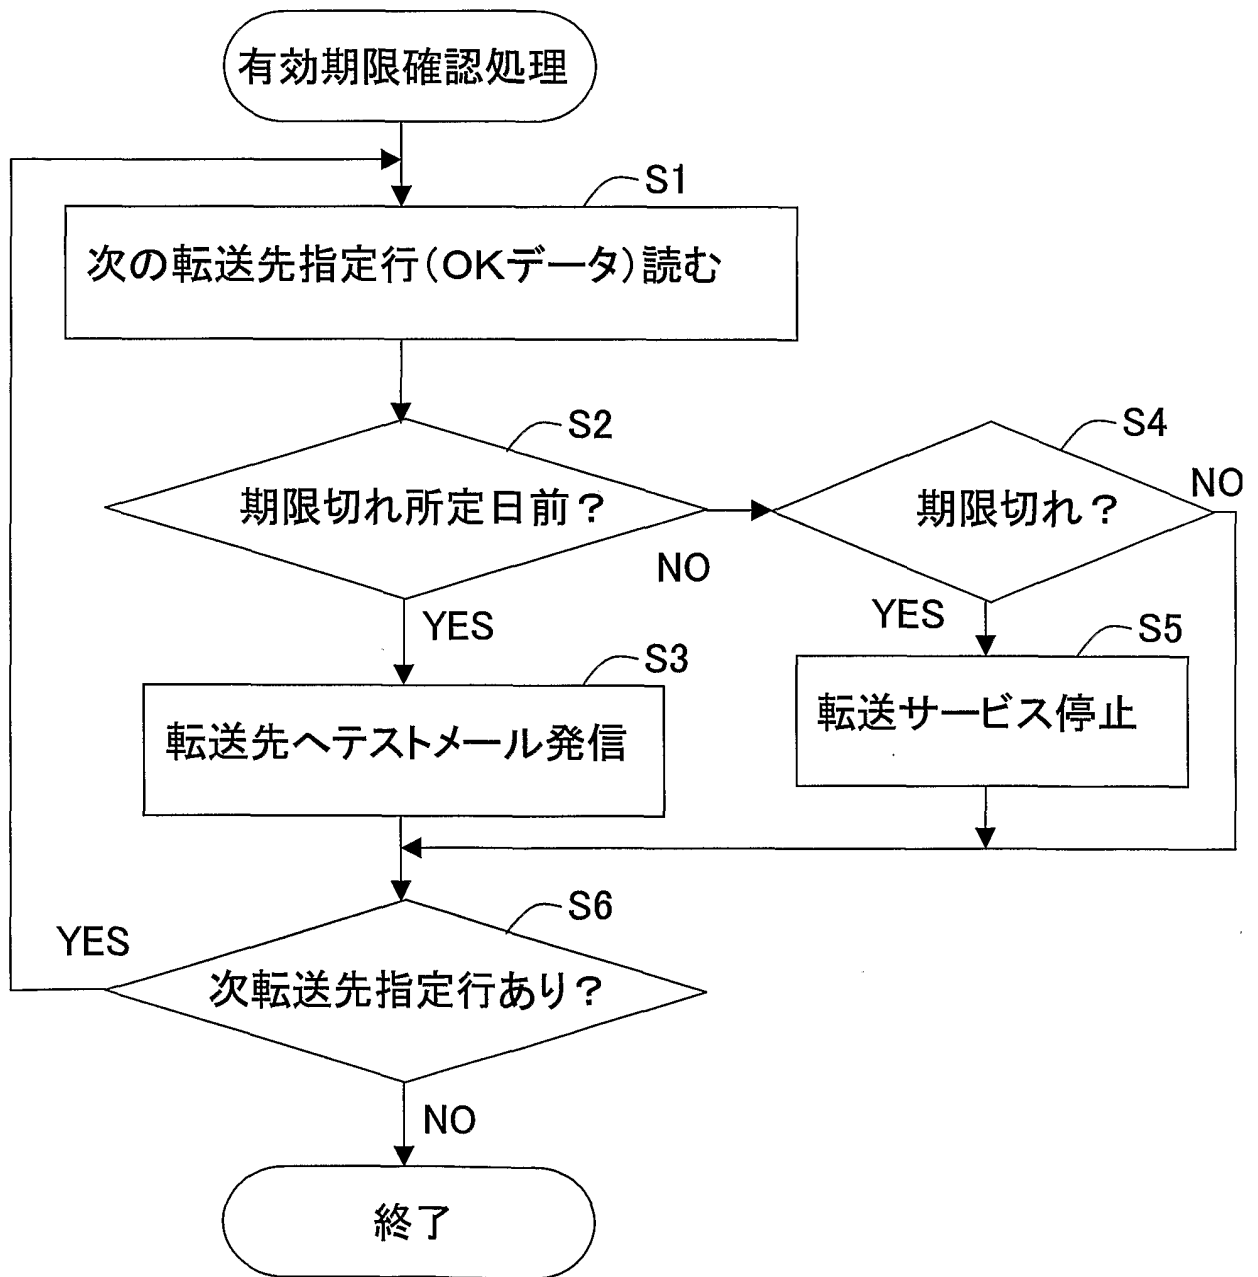 有効期限確認処理
S1
次の転送先指定行(OKデータ)読む
S2
期限切れ所定日前?
NO
YES
S4
期限切れ?
NO
YES
S3
転送先へテストメール発信
S5
転送サービス停止
S6
次転送先指定行あり?
YES
NO
終了